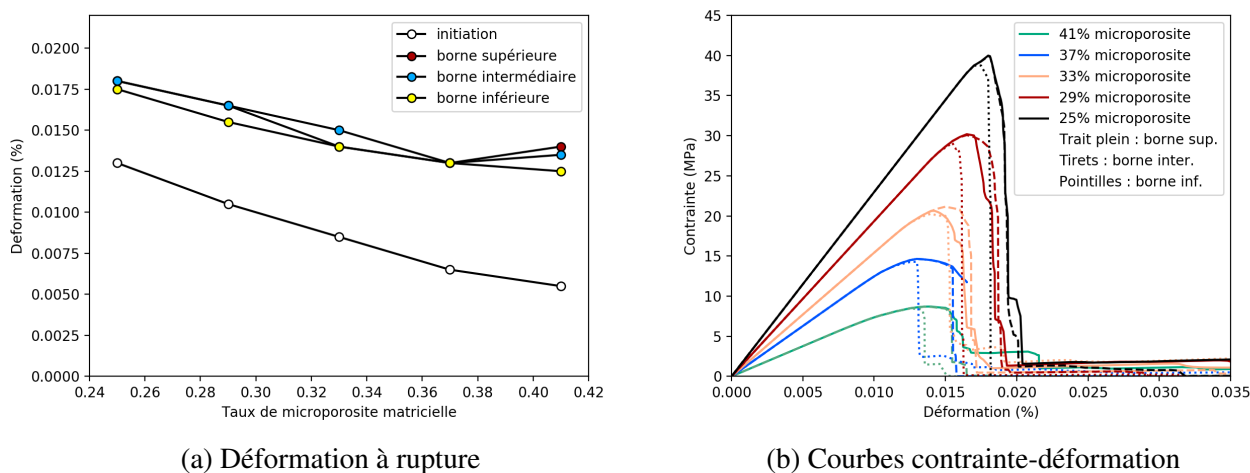 0.0200
0.0175
0.0150
0.0125
0.0100
0.0075
0.0050
0.0025
0.0000
Deformation (%)
0.24 0.26 0.28 0.30 0.32 0.34 0.36 0.38 0.40 0.42
Taux de microporosite matricielle
initiation
borne supérieure
borne intermédiaire
borne inférieure
(a) Déformation à rupture
45
40
35
30
25
20
15
10
5
0
Contrainte (MPa)
0.000 0.005 0.010 0.015 0.020 0.025 0.030 0.035
Déformation (%)
41% microporosite
37% microporosite
33% microporosite
29% microporosite
25% microporosite
Trait plein : borne sup.
Tirets : borne inter.
Pointilles : borne inf.
(b) Courbes contrainte-déformation